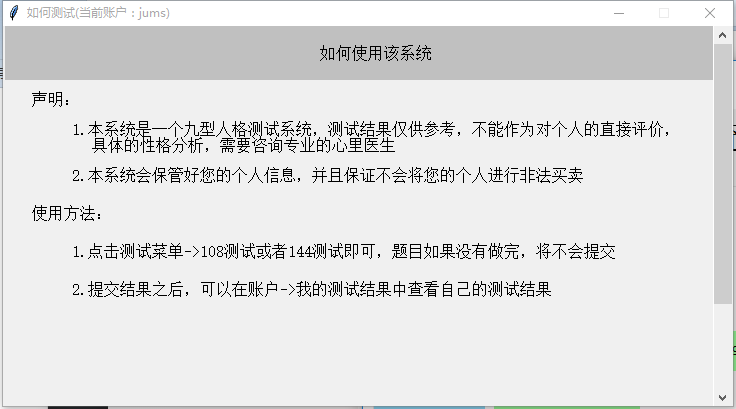 如何测试(当前账户：jums)
如何使用该系统
声明：
1.本系统是一个九型人格测试系统，测试结果仅供参考，不能作为对个人的直接评价，
具体的性格分析，需要咨询专业的心里医生
2.本系统会保管好您的个人信息，并且保证不会将您的个人进行非法买卖
使用方法：
1.点击测试菜单->108测试或者144测试即可，题目如果没有做完，将不会提交
2.提交结果之后，可以在账户->我的测试结果中查看自己的测试结果